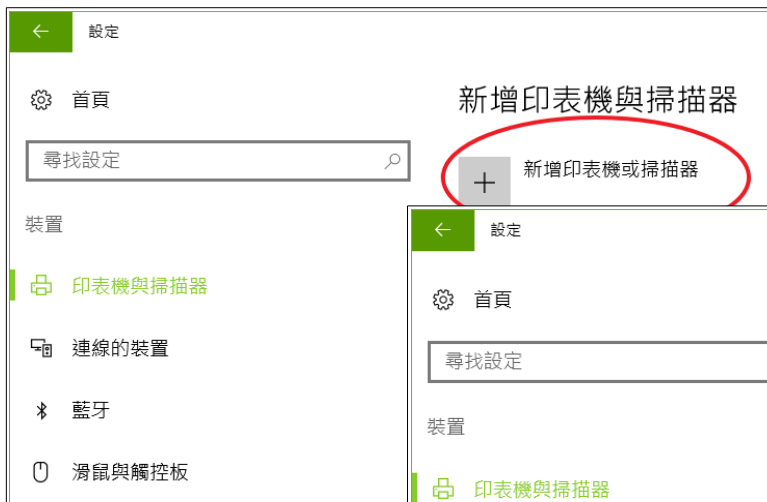 設定
首頁
新增印表機與掃描器
尋找設定
新增印表機或掃描器
裝置
印表機與掃描器
連線的裝置
藍牙
滑鼠與觸控板
設定
首頁
尋找設定
裝置
印表機與掃描器